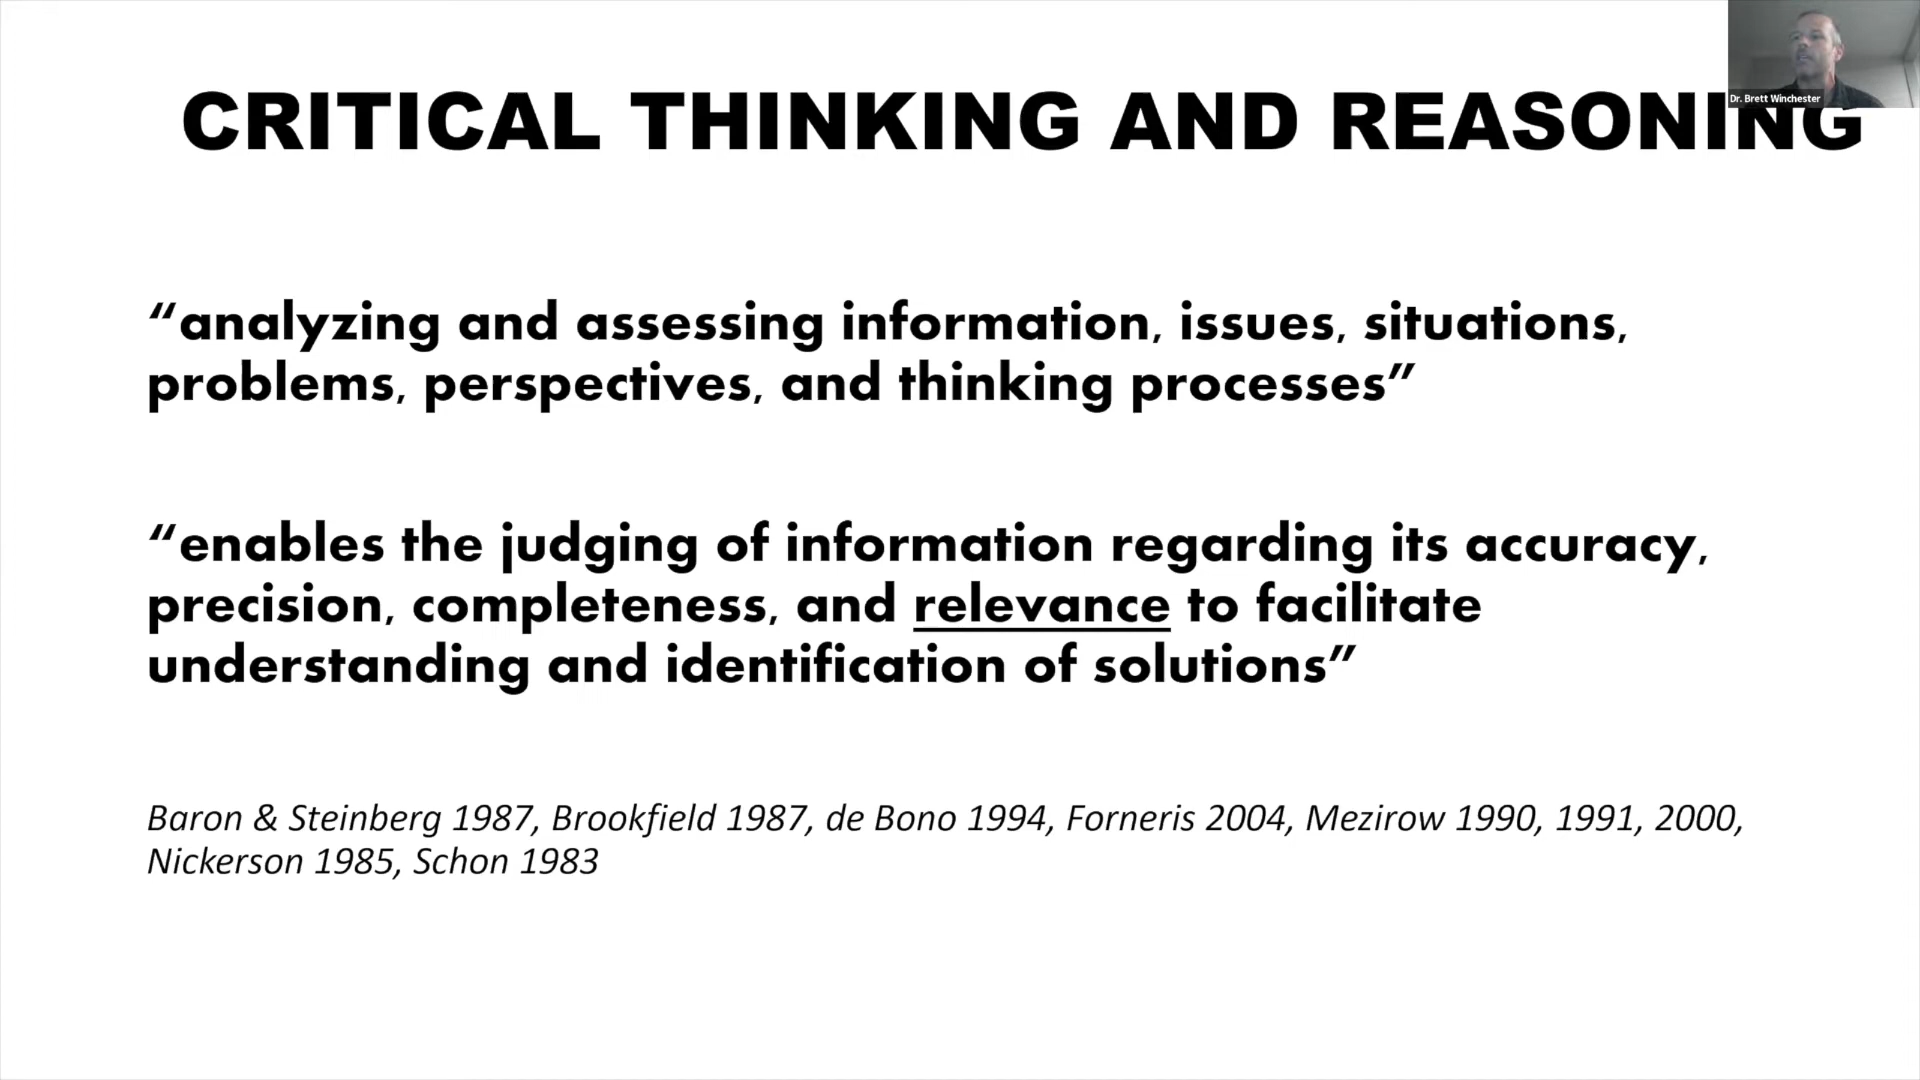 CRITICAL THINKING AND REASONING
Dr. Brett Winchester
“analyzing and assessing information, issues, situations,
problems, perspectives, and thinking processes”
“enables the judging of information regarding its accuracy,
precision, completeness, and relevance to facilitate
understanding and identification of solutions”
Baron & Steinberg 1987, Brookfield 1987, de Bono 1994, Forneris 2004, Mezirow 1990, 1991, 2000,
Nickerson 1985, Schon 1983